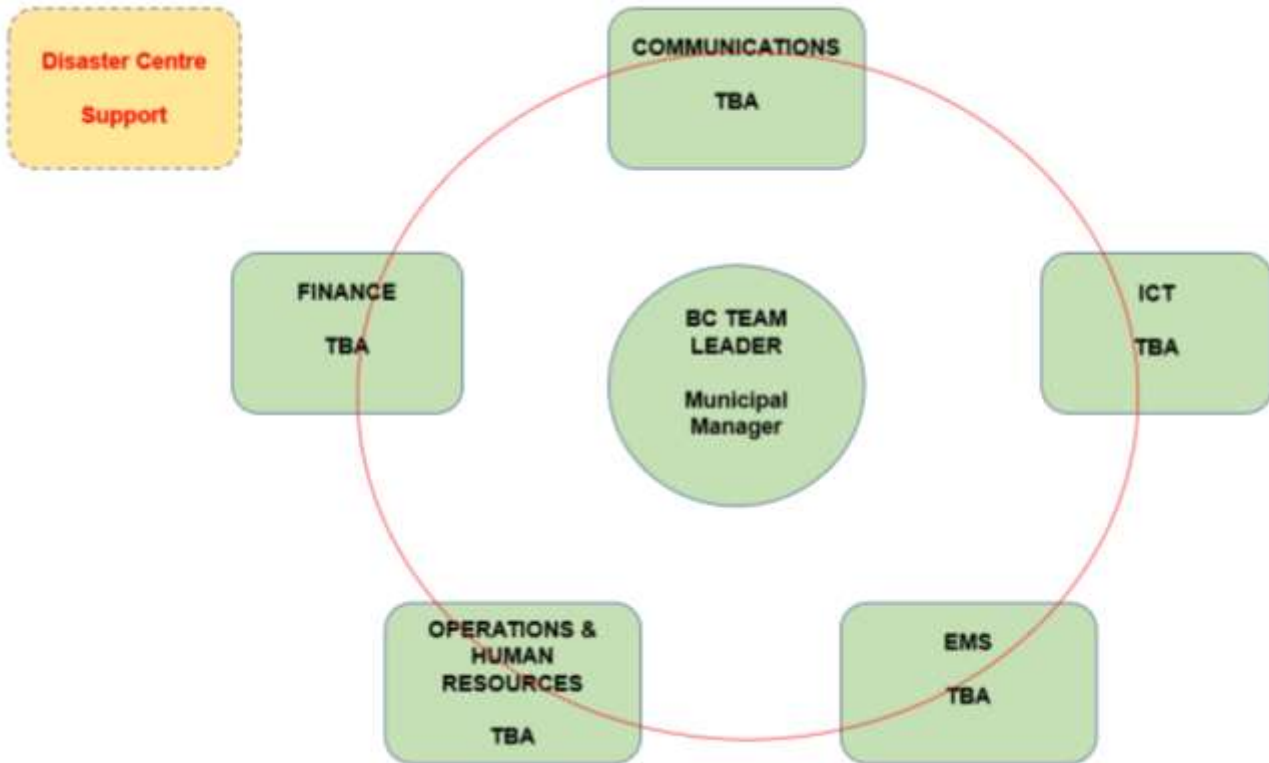 Disaster Centre
Support
COMMUNICATIONS
TBA
FINANCE
TBA
BC TEAM
LEADER
Municipal
Manager
ICT
TBA
OPERATIONS &
HUMAN
RESOURCES
TBA
EMS
TBA